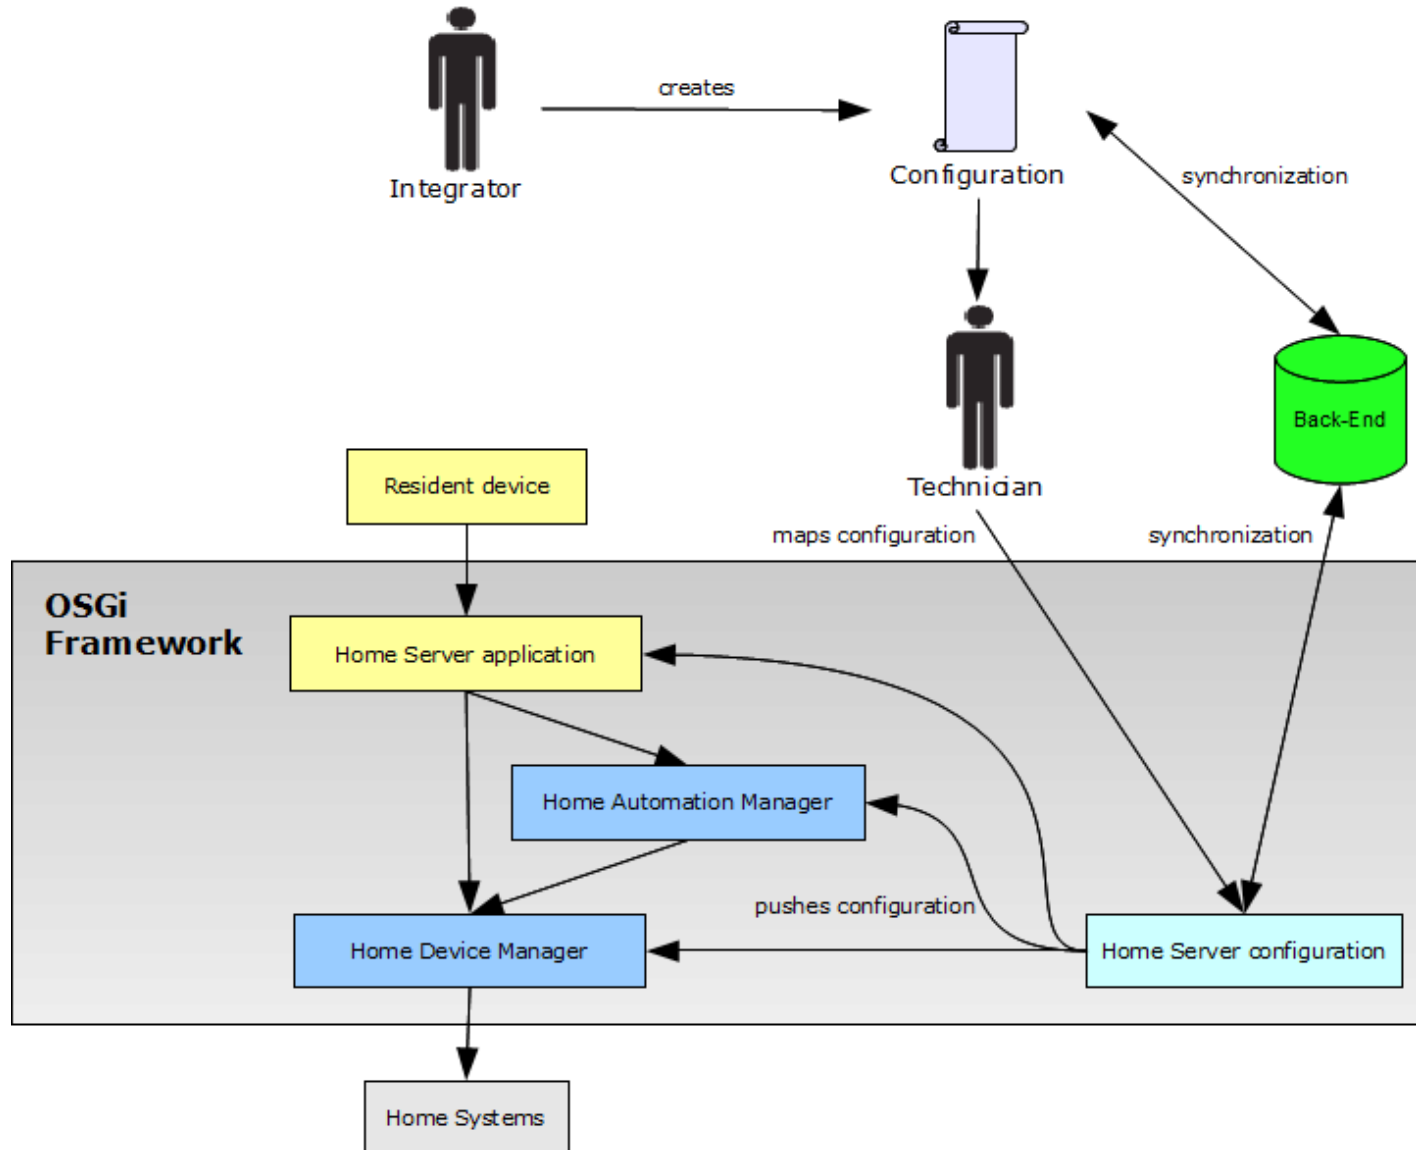 creates
Integrator
Configuration
synchronization
Back-End
Resident device
Technician
maps configuration
synchronization
OSGi
Framework
Home Server application
Home Automation Manager
pushes configuration
Home Device Manager
Home Server configuration
Home Systems